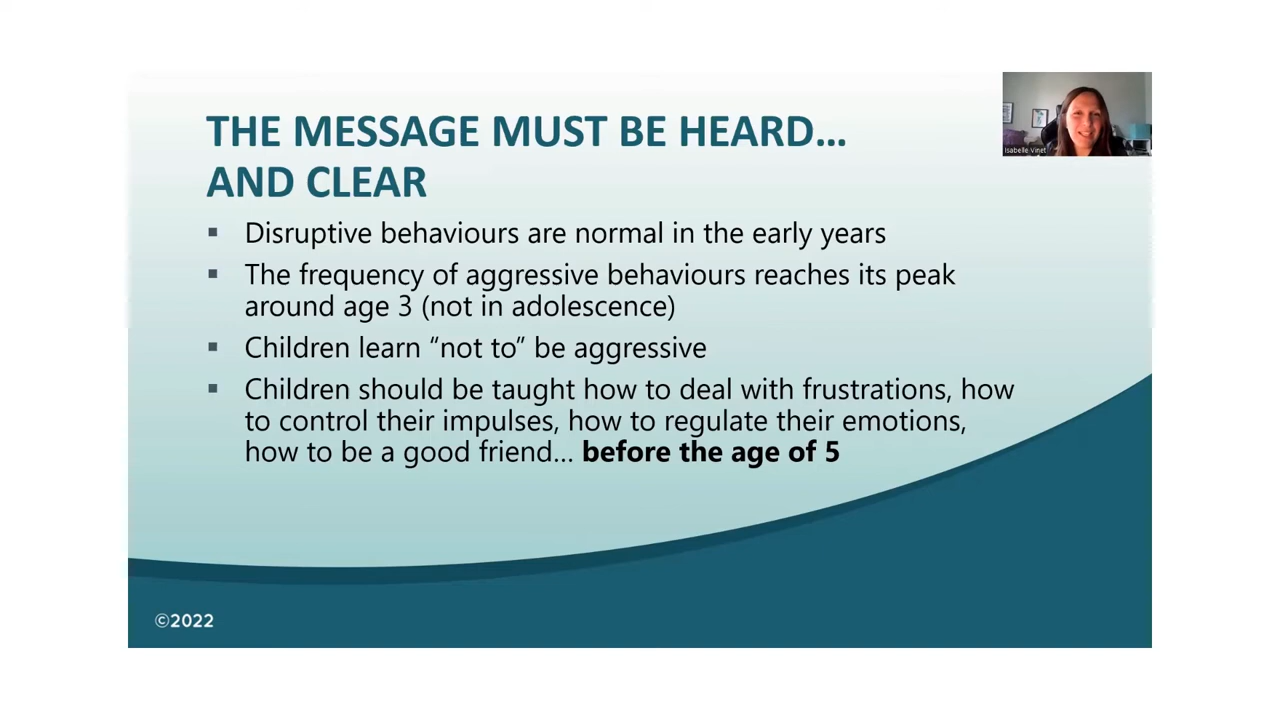 THE MESSAGE MUST BE HEARD...
AND CLEAR
▪ Disruptive behaviours are normal in the early years
▪ The frequency of aggressive behaviours reaches its peak
around age 3 (not in adolescence)
▪ Children learn “not to” be aggressive
▪ Children should be taught how to deal with frustrations, how
to control their impulses, how to regulate their emotions,
how to be a good friend... before the age of 5
Isabelle Vinet
©2022